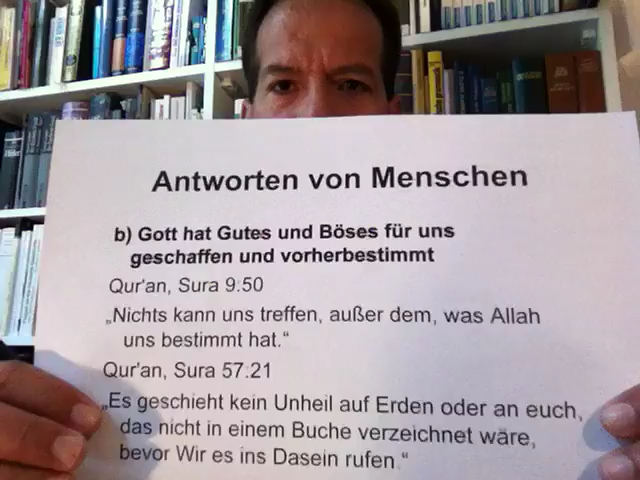 Antworten von Menschen
b) Gott hat Gutes und Böses für uns
geschaffen und vorherbestimmt
Qur'an, Sura 9:50
„Nichts kann uns treffen, außer dem, was Allah
uns bestimmt hat.“
Qur'an, Sura 57:21
„Es geschieht kein Unheil auf Erden oder an euch,
das nicht in einem Buche verzeichnet wäre,
bevor Wir es ins Dasein rufen.“